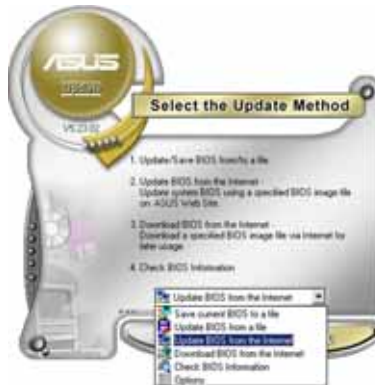 ASUS
Update
Select the Update Method
1. Update/Save BIOS from/to a file
2. Update BIOS from the Internet -
Update system BIOS using a specified BIOS image file
on ASUS Web Site.
3. Download BIOS from the Internet -
Download a specified BIOS image file via Internet for
later usage.
4. Check BIOS Information
Update BIOS from the Internet
Save current BIOS to a file
Update BIOS from a file
Update BIOS from the Internet
Download BIOS from the Internet
Check BIOS Information
Options